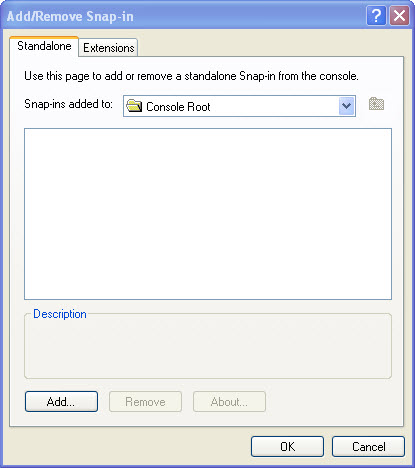 Add/Remove Snap-in
Standalone Extensions
Use this page to add or remove a standalone Snap-in from the console.
Snap-ins added to: Console Root
Description
Add... Remove About...
OK Cancel